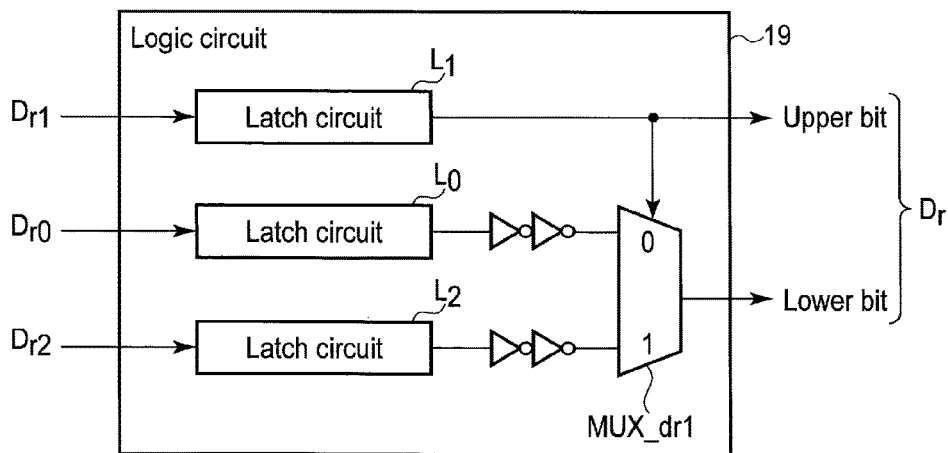 Logic circuit
19
L1
Dr1
Latch circuit
Upper bit
L0
Dr0
Latch circuit
0
Dr
L2
Lower bit
Dr2
Latch circuit
1
MUX_dr1